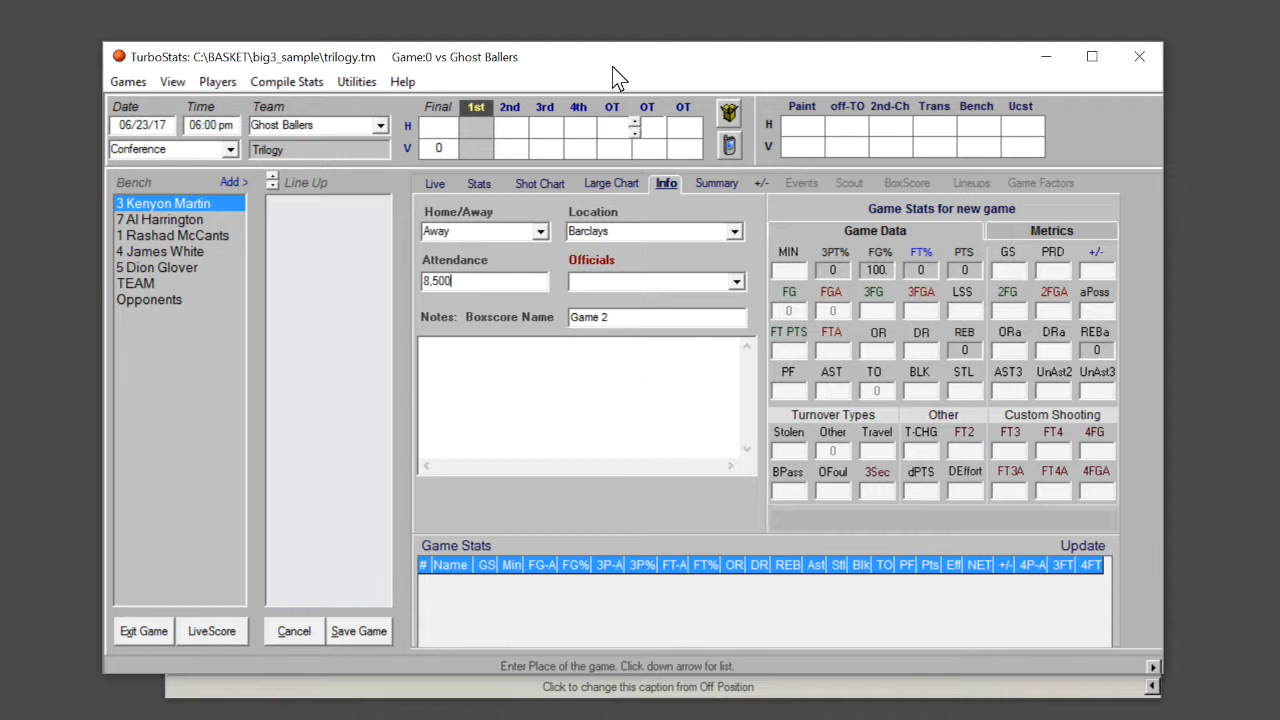 TurboStats: C:\BASKET\big3_sample\trilogy.tm Game:0 vs Ghost Ballers
Games View Players Compile Stats Utilities Help
Date Time Team Final 1st 2nd 3rd 4th OT OT OT Paint off-TO 2nd-Ch Trans Bench Ucst
06/23/17 06:00 pm Ghost Ballers H H
Conference Trilogy V 0 V
Bench Add > Line Up Live Stats Shot Chart Large Chart Info Summary +/- Events Scout BoxScore Lineups Game Factors
3 Kenyon Martin
7 Al Harrington
1 Rashad McCants
4 James White
5 Dion Glover
TEAM
Opponents
Home/Away Location
Away Barclays
Attendance Officials
8,500
Notes: Boxscore Name Game 2
Game Stats for new game
Game Data Metrics
MIN 3PT% FG% FT% PTS GS PRD +/-
0 100. 0 0
FG FGA 3FG 3FGA LSS 2FG 2FGA aPoss
0 0
FT PTS FTA OR DR REB ORa DRa REBa
0 0
PF AST TO BLK STL AST3 UnAst2 UnAst3
0
Turnover Types Other Custom Shooting
Stolen Other Travel T-CHG FT2 FT3 FT4 4FG
0
BPass OFoul 3Sec dPTS DEffort FT3A FT4A 4FGA
Game Stats Update
# Name GS Min FG-A FG% 3P-A 3P% FT-A FT% OR DR REB Ast Stl Blk TO PF Pts Eff NET +/- 4P-A 3FT 4FT
Exit Game LiveScore Cancel Save Game
Enter Place of the game. Click down arrow for list.
Click to change this caption from Off Position